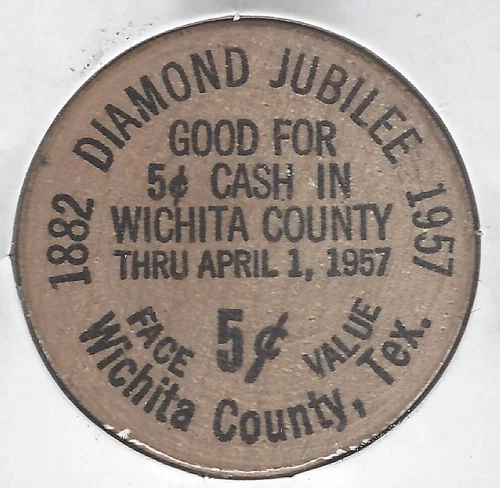 1882 DIAMOND JUBILEE 1957
GOOD FOR
5¢ CASH IN
WICHITA COUNTY
THRU APRIL 1, 1957
FACE 5¢ VALUE
Wichita County, Tex.